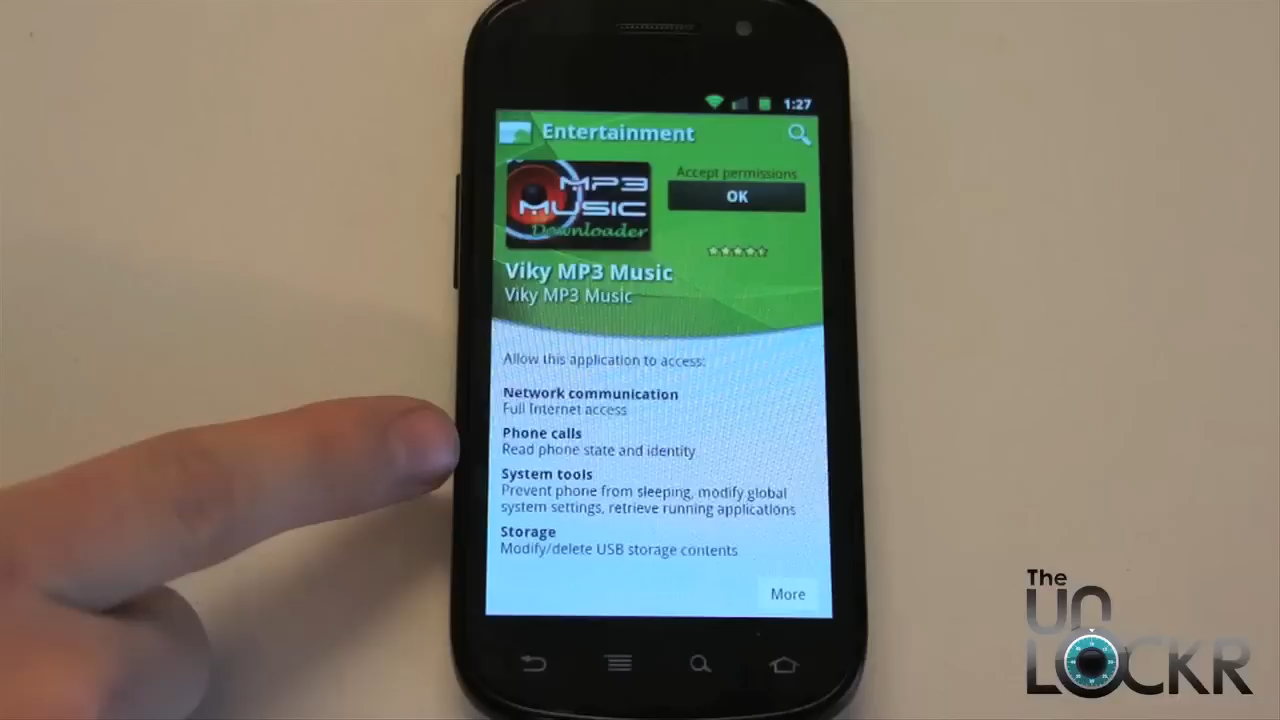 1:27
Entertainment
Accept permissions
OK
MP3
MUSIC
Downloader
Viky MP3 Music
Viky MP3 Music
Allow this application to access:
Network communication
Full Internet access
Phone calls
Read phone state and identity
System tools
Prevent phone from sleeping, modify global
system settings, retrieve running applications
Storage
Modify/delete USB storage contents
More
The
UN
LOCKR